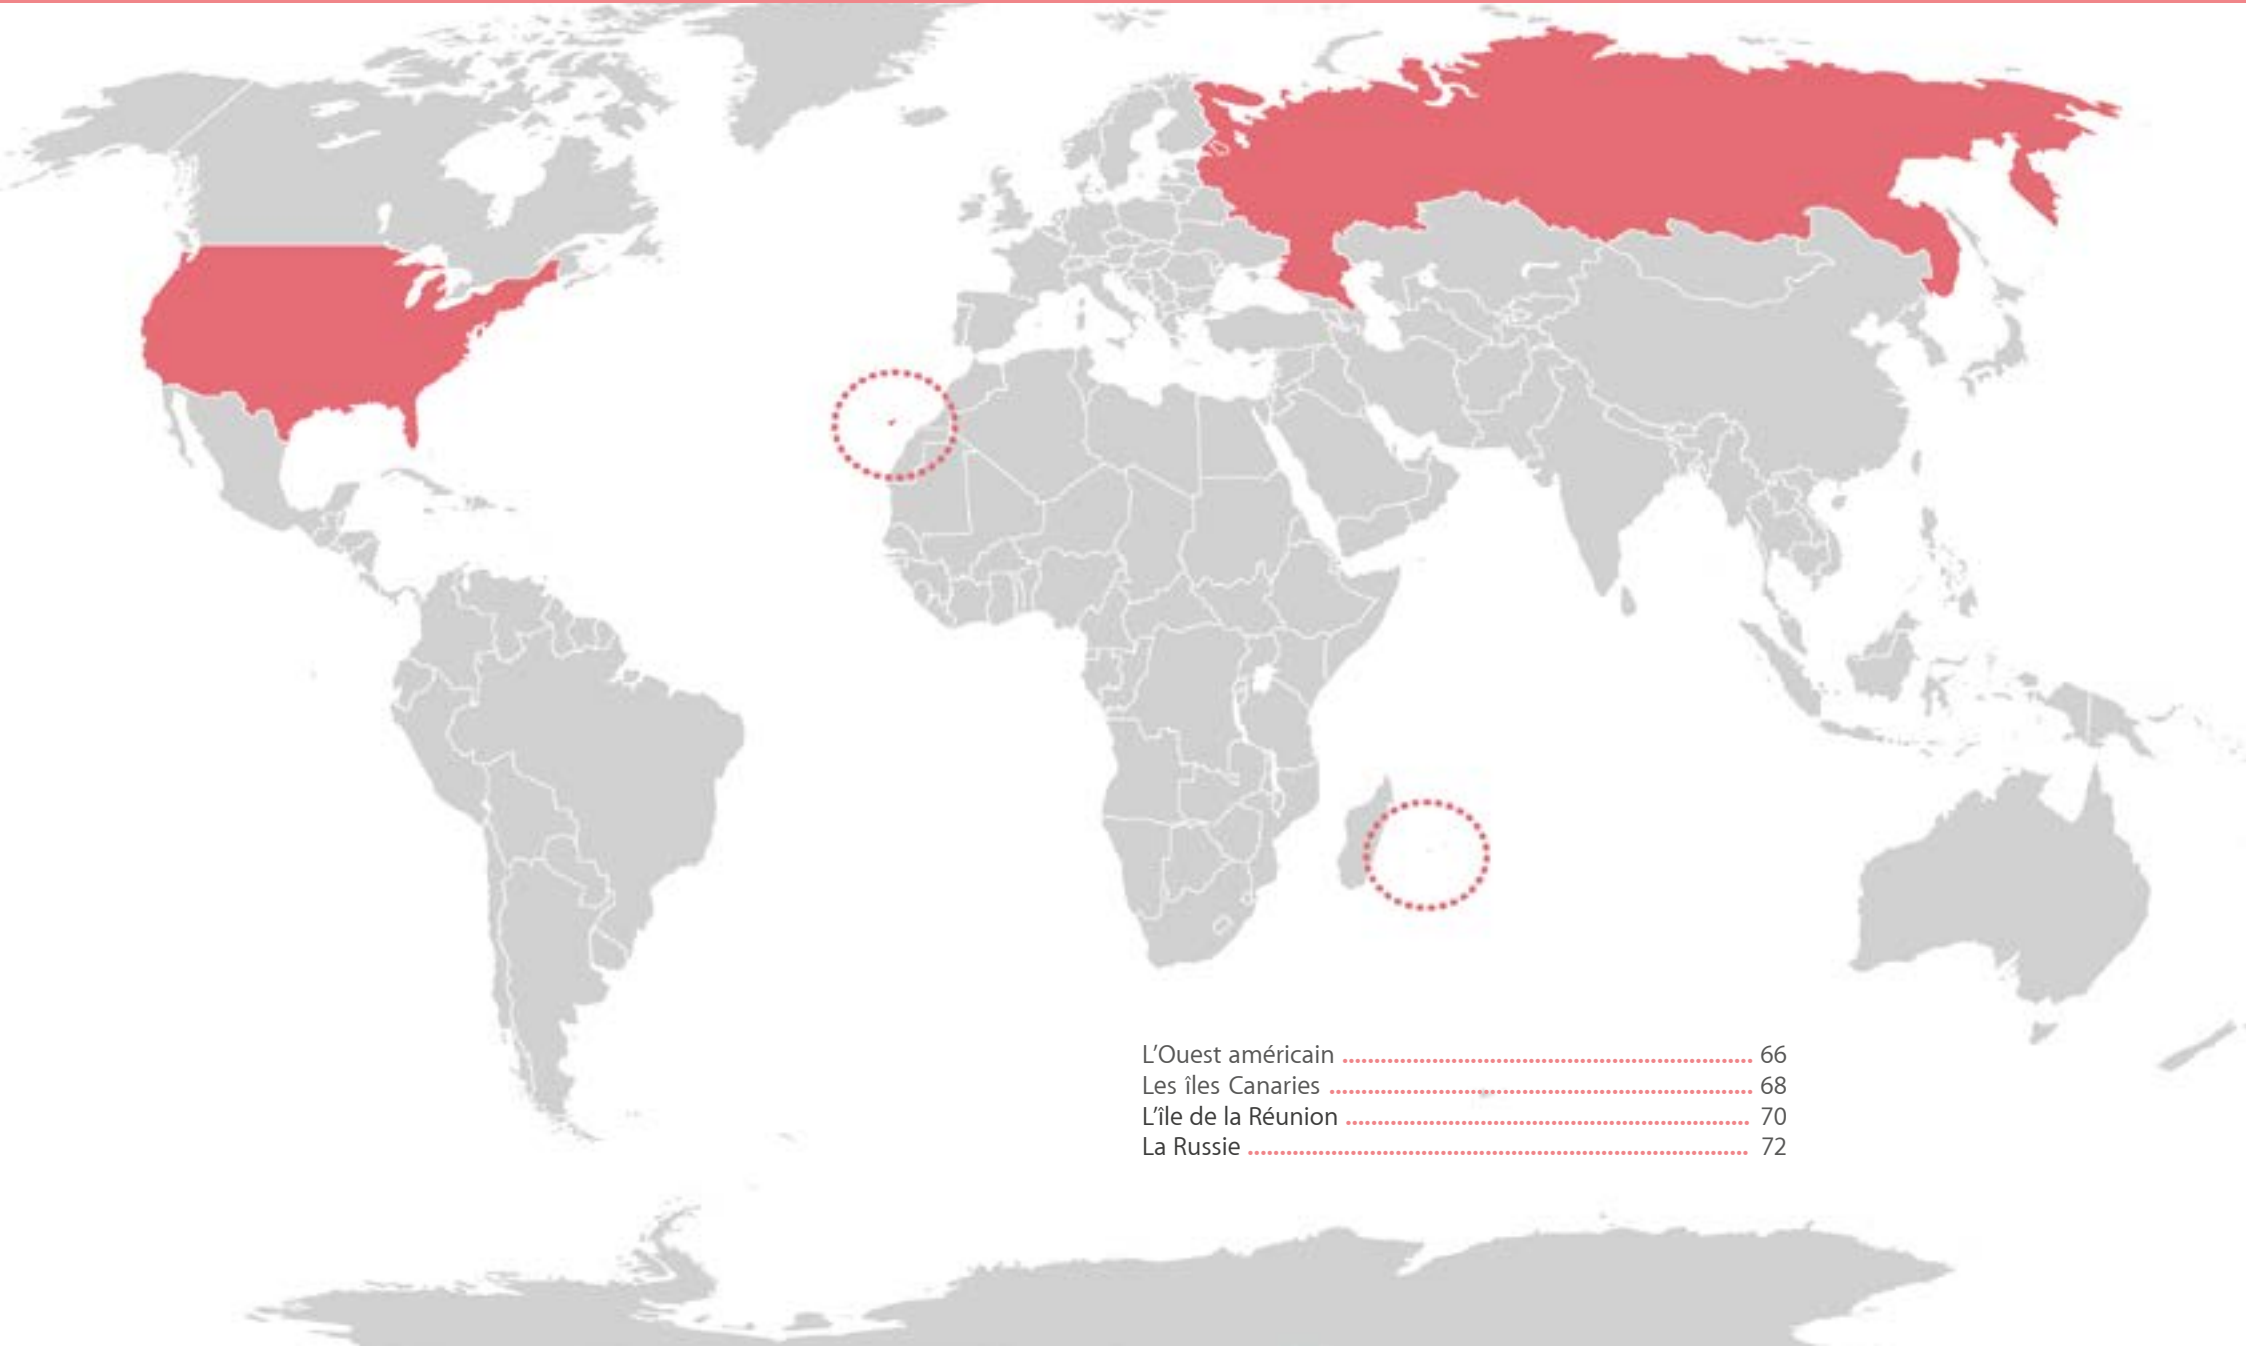 L’Ouest américain ........................................ 66
Les îles Canaries ........................................ 68
L’île de la Réunion ........................................ 70
La Russie ........................................ 72